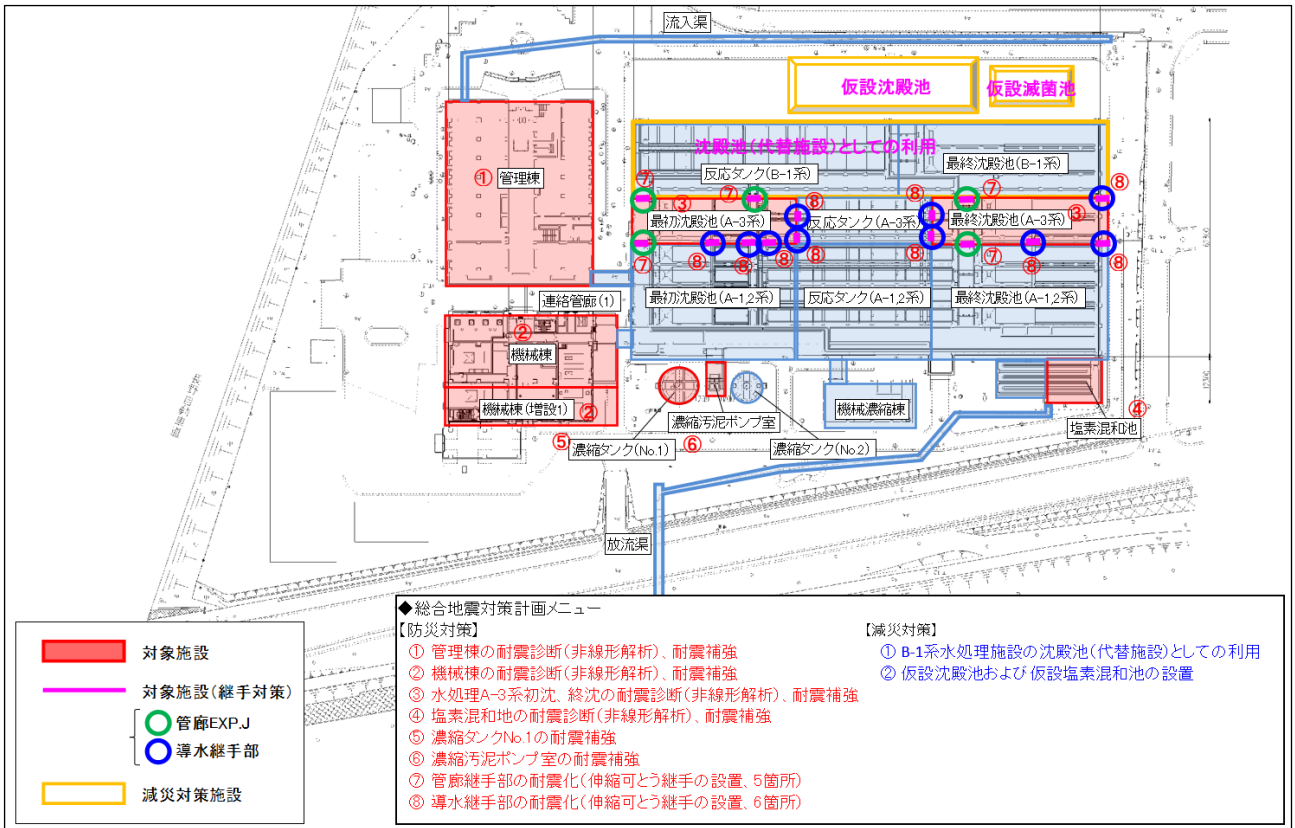 流入渠
仮設沈殿池
仮設滅菌池
沈殿池(代替施設)としての利用
最終沈殿池(B-1系)
反応タンク(B-1系)
⑦
⑦
⑦
⑧
① 管理棟
③
⑧
⑧
③
最初沈殿池(A-3系)
反応タンク(A-3系)
最終沈殿池(A-3系)
⑦
⑧
⑧
⑧
⑧
⑦
⑧
⑧
連絡管廊(1)
最初沈殿池(A-1,2系)
反応タンク(A-1,2系)
最終沈殿池(A-1,2系)
②
機械棟
機械棟(増設1)
②
濃縮汚泥ポンプ室
機械濃縮棟
④
塩素混和池
⑤
濃縮タンク(No.1)
⑥
濃縮タンク(No.2)
放流渠
◆総合地震対策計画メニュー
【防災対策】
① 管理棟の耐震診断(非線形解析)、耐震補強
② 機械棟の耐震診断(非線形解析)、耐震補強
③ 水処理A-3系初沈、終沈の耐震診断(非線形解析)、耐震補強
④ 塩素混和地の耐震診断(非線形解析)、耐震補強
⑤ 濃縮タンクNo.1の耐震補強
⑥ 濃縮汚泥ポンプ室の耐震補強
⑦ 管廊継手部の耐震化(伸縮可とう継手の設置、5箇所)
⑧ 導水継手部の耐震化(伸縮可とう継手の設置、6箇所)
【減災対策】
① B-1系水処理施設の沈殿池(代替施設)としての利用
② 仮設沈殿池および仮設塩素混和池の設置
対象施設
対象施設(継手対策)
管廊EXP.J
導水継手部
減災対策施設